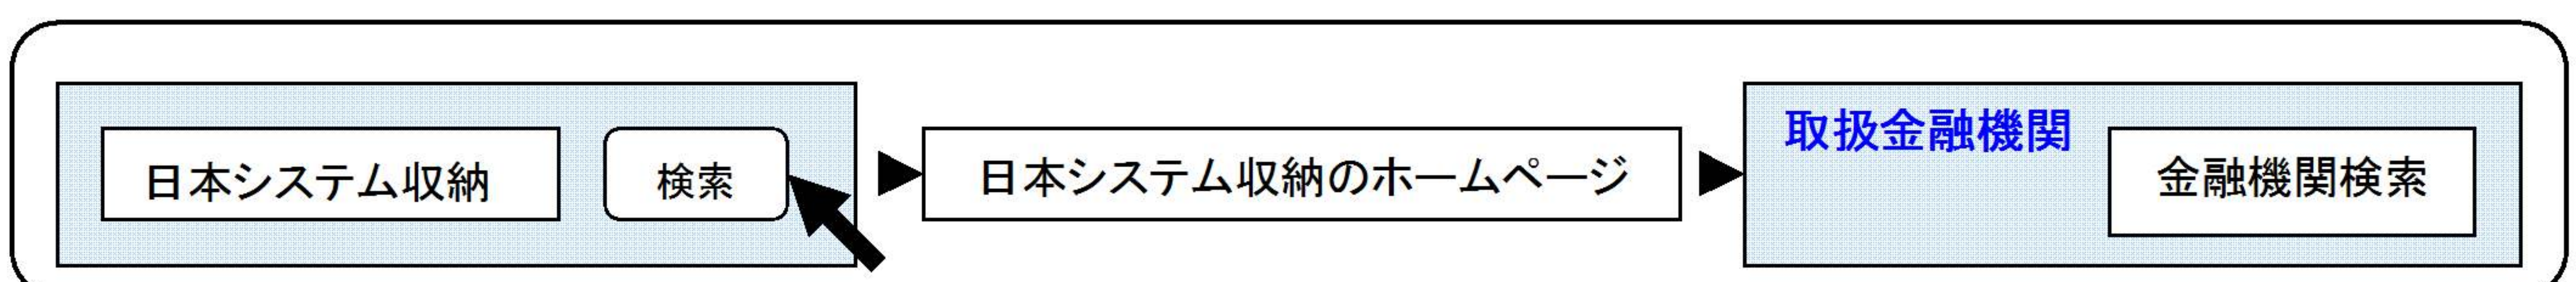 日本システム収納
検索
日本システム収納のホームページ
取扱金融機関
金融機関検索